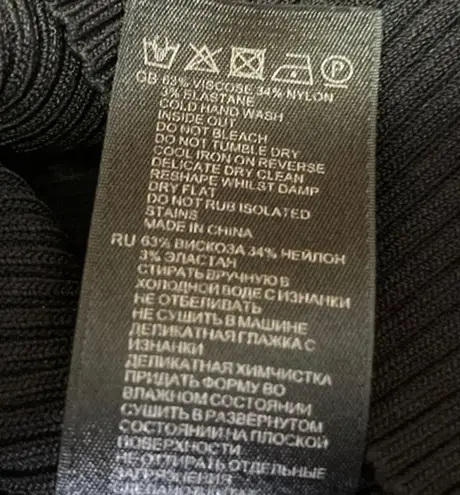 GB 63% VISCOSE 34% NYLON
3% ELASTANE
COLD HAND WASH
INSIDE OUT
DO NOT BLEACH
DO NOT TUMBLE DRY
COOL IRON ON REVERSE
DELICATE DRY CLEAN
RESHAPE WHILST DAMP
DRY FLAT
DO NOT RUB ISOLATED
STAINS
MADE IN CHINA
RU 63% ВИСКОЗА 34% НЕЙЛОН
3% ЭЛАСТАН
СТИРАТЬ ВРУЧНУЮ В
ХОЛОДНОЙ ВОДЕ С ИЗНАНКИ
НЕ ОТБЕЛИВАТЬ
НЕ СУШИТЬ В МАШИНЕ
ДЕЛИКАТНАЯ ГЛАЖКА С
ИЗНАНКИ
ДЕЛИКАТНАЯ ХИМЧИСТКА
ПРИДАТЬ ФОРМУ ВО
ВЛАЖНОМ СОСТОЯНИИ
СУШИТЬ В РАЗВЕРНУТОМ
СОСТОЯНИИ НА ПЛОСКОЙ
ПОВЕРХНОСТИ
НЕ ОТТИРАТЬ ОТДЕЛЬНЫЕ
ЗАГРЯЗНЕНИЯ